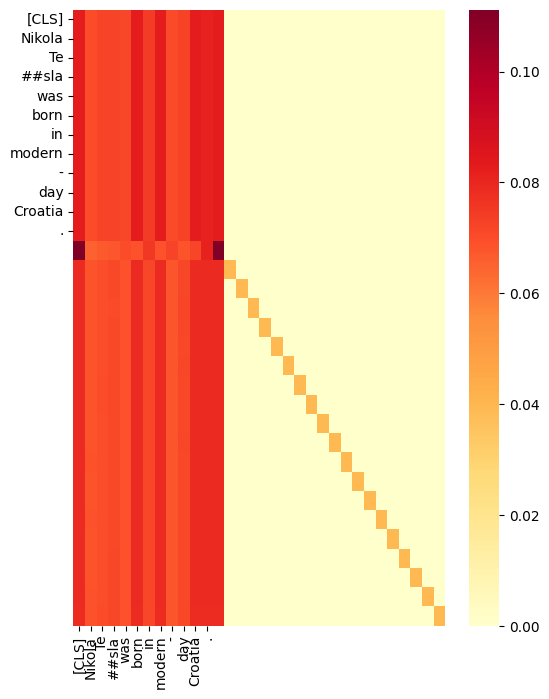 [CLS]
Nikola
Te
##sla
was
born
in
modern
-
day
Croatia
.
0.10
0.08
0.06
0.04
0.02
0.00
[CLS]
Nikola
Te
##sla
was
born
in
modern
-
day
Croatia
.